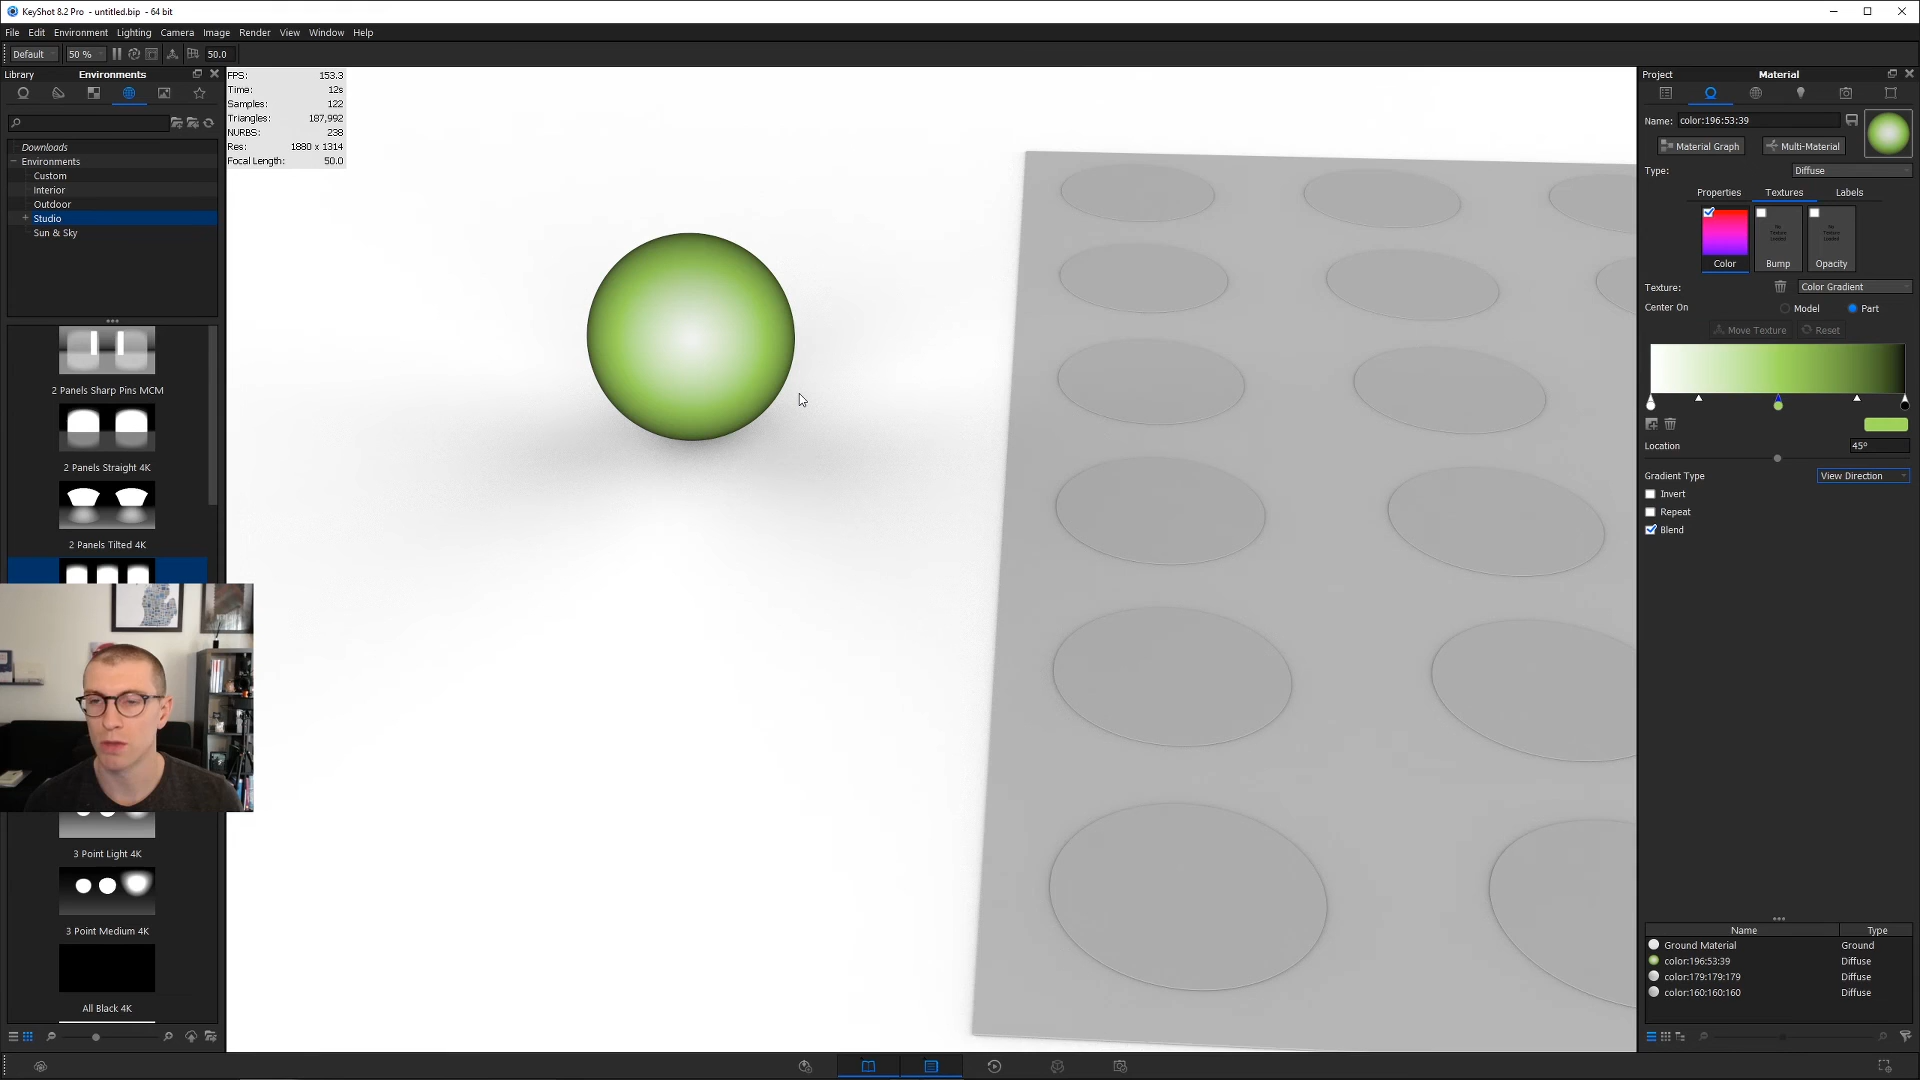 KeyShot 8.2 Pro - untitled.bip - 64 bit
File Edit Environment Lighting Camera Image Render View Window Help
Default 50 % 50.0
Library Environments
Downloads
Environments
Custom
Interior
Outdoor
Studio
Sun & Sky
2 Panels Sharp Pins MCM
2 Panels Straight 4K
2 Panels Tilted 4K
3 Point Light 4K
3 Point Medium 4K
All Black 4K
FPS: 153.3
Time: 12s
Samples: 122
Triangles: 187,992
NURBS: 238
Res: 1880 x 1314
Focal Length: 50.0
Project Material
Name: color:196:53:39
Material Graph Multi-Material
Type: Diffuse
Properties Textures Labels
No Texture Loaded No Texture Loaded
Color Bump Opacity
Texture: Color Gradient
Center On Model Part
Move Texture Reset
Location 45°
Gradient Type View Direction
Invert
Repeat
Blend
Name Type
Ground Material Ground
color:196:53:39 Diffuse
color:179:179:179 Diffuse
color:160:160:160 Diffuse